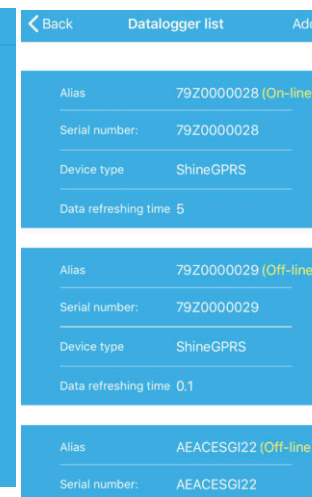 Back Datalogger list Add
Alias 79Z0000028 (On-line
Serial number: 79Z0000028
Device type ShineGPRS
Data refreshing time 5
Alias 79Z0000029 (Off-line
Serial number: 79Z0000029
Device type ShineGPRS
Data refreshing time 0.1
Alias AEACESGI22 (Off-line
Serial number: AEACESGI22